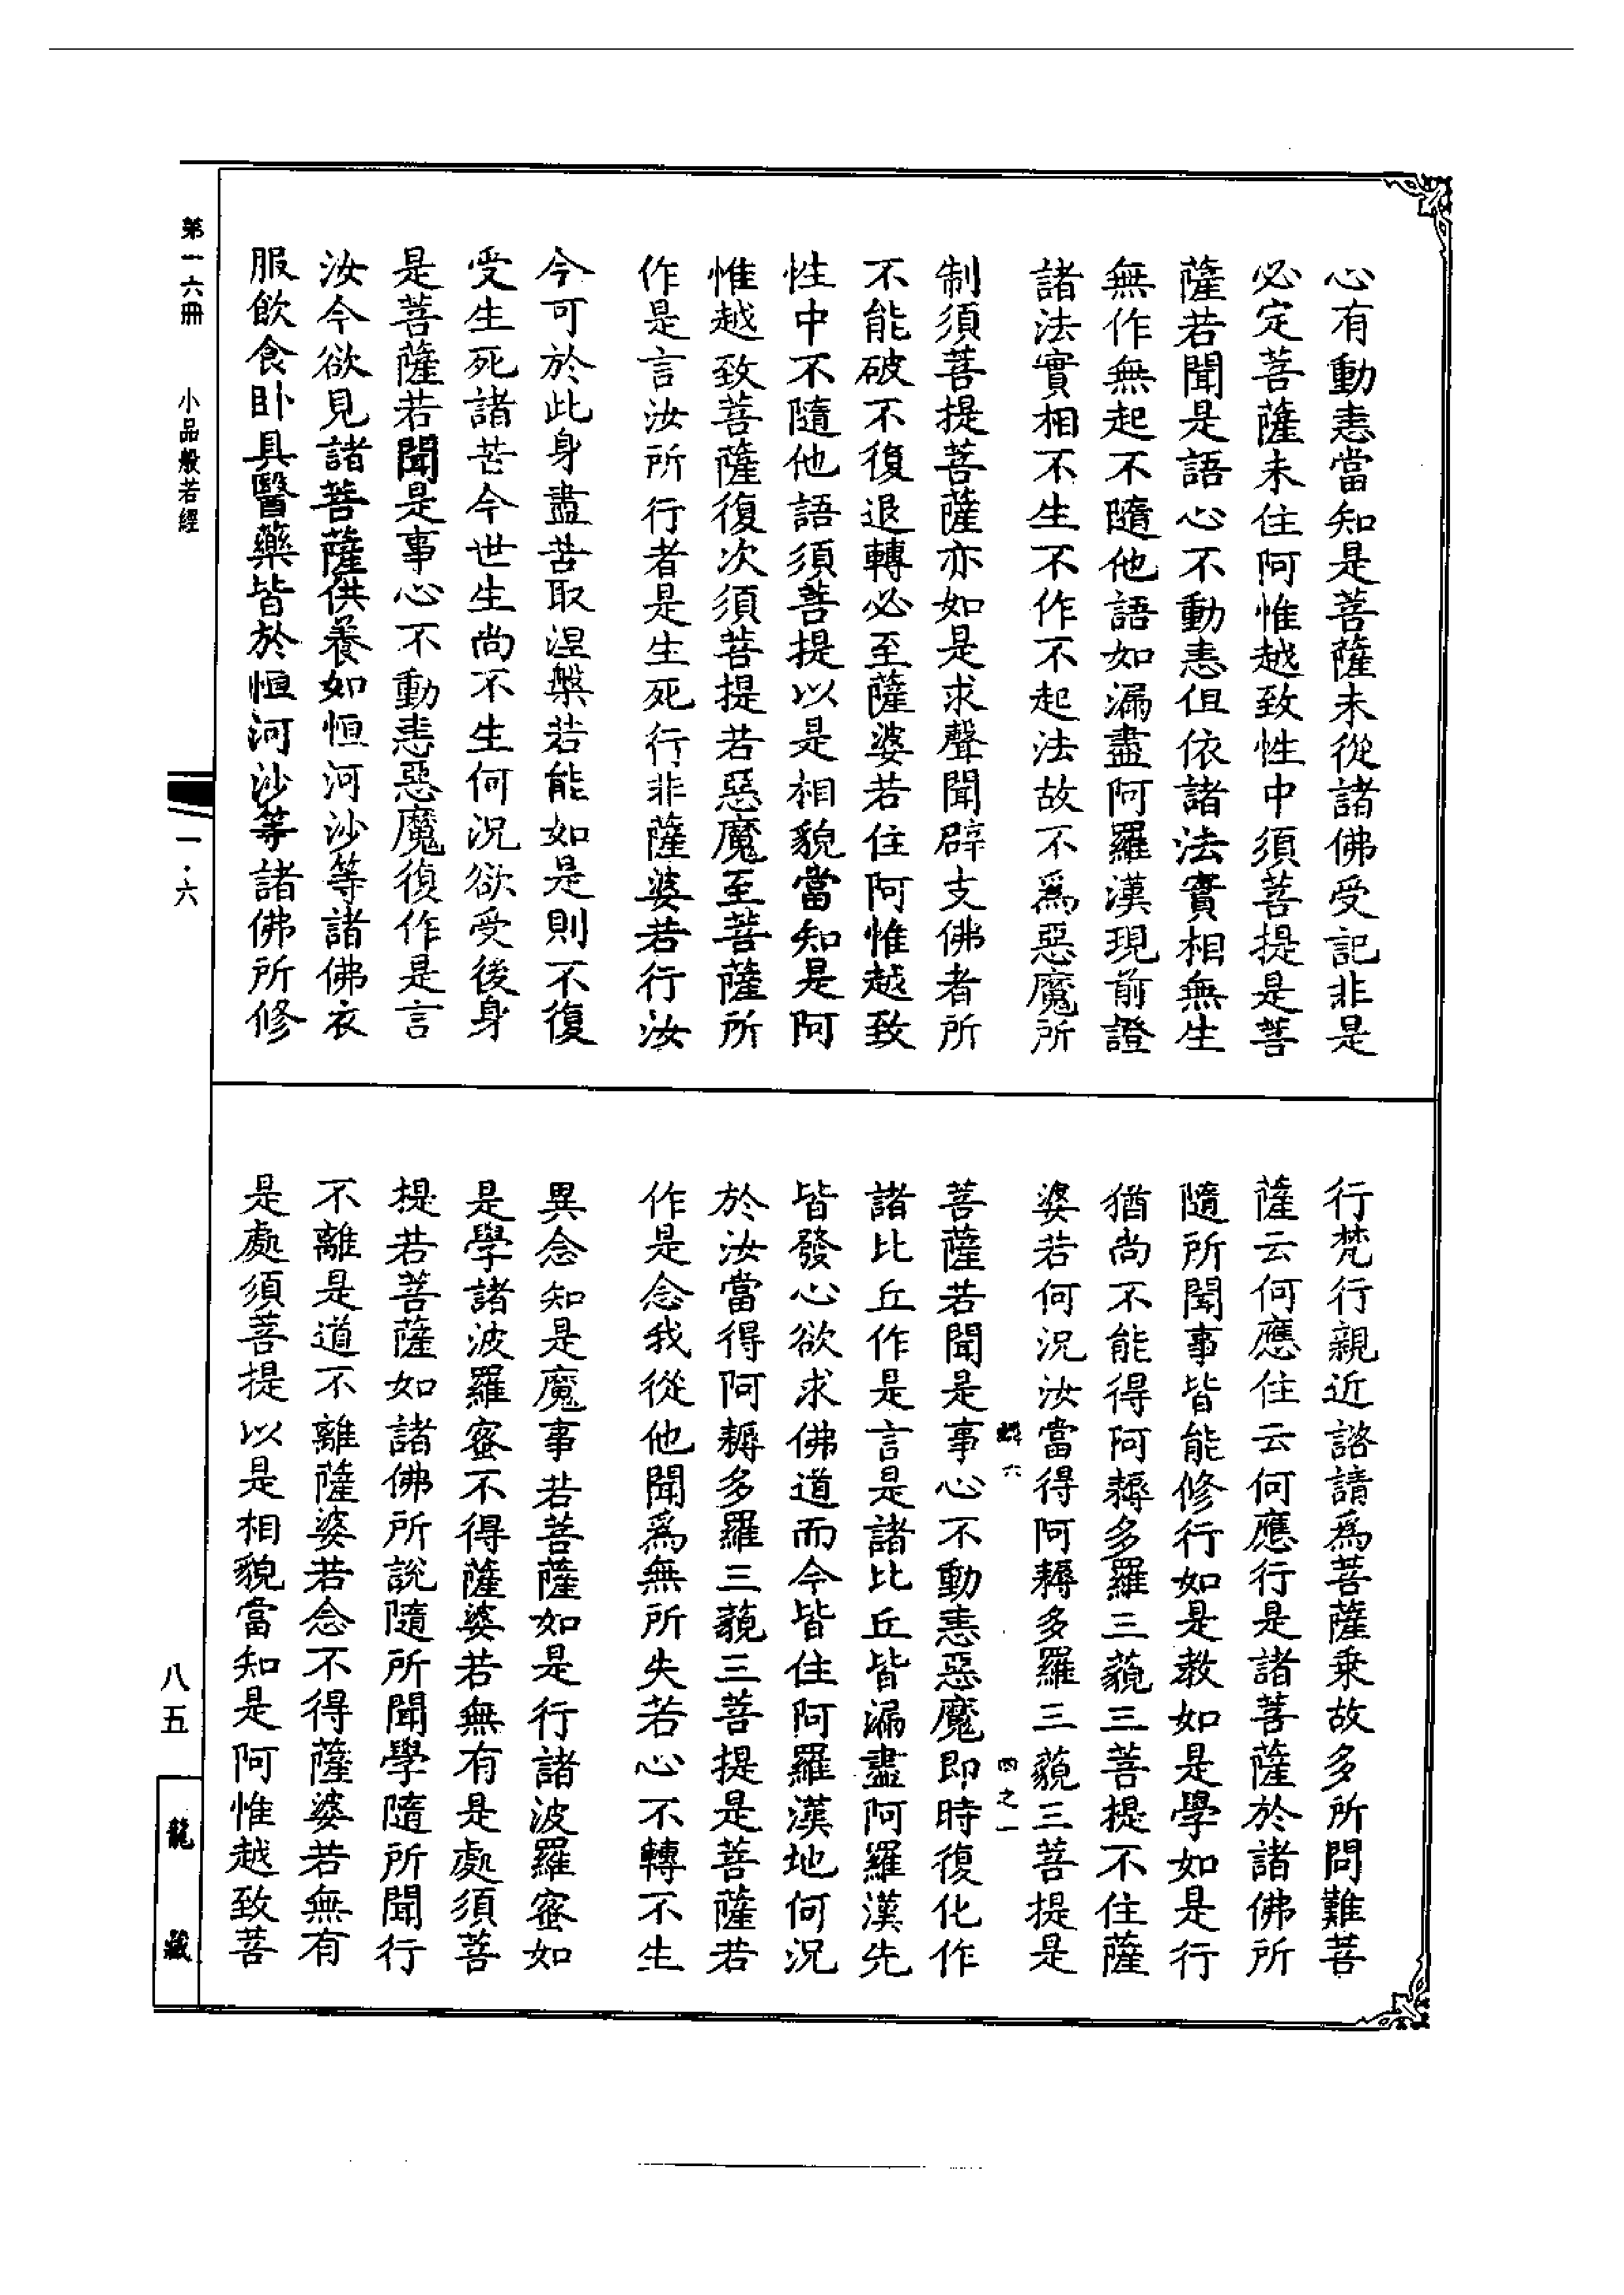 心有動恚當知是菩薩未從諸佛受記非是
必定菩薩未住阿惟越致性中須菩提是菩
薩若聞是語心不動恚但依諸法實相無生
無作無起不隨他語如漏盡阿羅漢現前證
諸法實相不生不作不起法故不爲惡魔所
制須菩提菩薩亦如是求聲聞辟支佛者所
不能破不復退轉必至薩婆若住阿惟越致
性中不隨他語須菩提以是相貌當知是阿
惟越致菩薩復次須菩提若惡魔至菩薩所
作是言汝所行者是生死行非薩婆若行汝
今可於此身盡苦取涅槃若能如是則不復
受生死諸苦今世生尚不生何況欲受後身
是菩薩若聞是事心不動恚惡魔復作是言
汝今欲見諸菩薩供養如恒河沙等諸佛衣
服飲食卧具醫藥皆於恒河沙等諸佛所修
行梵行親近諮請爲菩薩乗故多所問難菩
薩云何應住云何應行是諸菩薩於諸佛所
隨所聞事皆能修行如是教如是學如是行
猶尚不能得阿耨多羅三藐三菩提不住薩
婆若何況汝當得阿耨多羅三藐三菩提是
麟六 四之一
菩薩若聞是事心不動恚惡魔即時復化作
諸比丘作是言是諸比丘皆漏盡阿羅漢先
皆發心欲求佛道而今皆住阿羅漢地何況
於汝當得阿耨多羅三藐三菩提是菩薩若
作是念我從他聞爲無所失若心不轉不生
異念知是魔事若菩薩如是行諸波羅蜜如
是學諸波羅蜜不得薩婆若無有是處須菩
提若菩薩如諸佛所說隨所聞學隨所聞行
不離是道不離薩婆若念不得薩婆若無有
是處須菩提以是相貌當知是阿惟越致菩
第一六冊 小品般若經
一·六
八五
龍藏